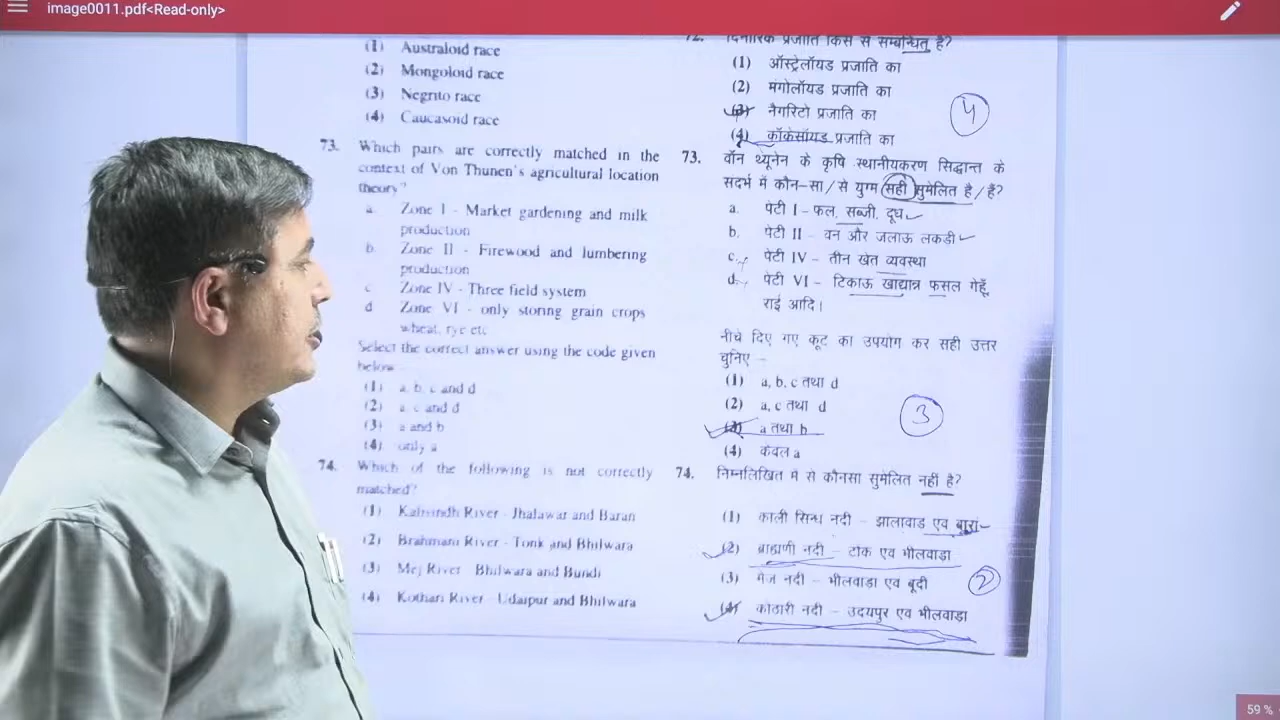 image0011.pdf<Read-only>
(1) Australoid race
(2) Mongoloid race
(3) Negrito race
(4) Caucasoid race
73. Which pairs are correctly matched in the
context of Von Thunen's agricultural location
theory?
a. Zone I - Market gardening and milk
production
b. Zone II - Firewood and lumbering
production
c Zone IV - Three field system
d Zone VI - only storing grain crops
wheat, rye etc
Select the correct answer using the code given
below
(1) a, b, c and d
(2) a, c and d
(3) a and b
(4) only a
74. Which of the following is not correctly
matched?
(1) Kalisindh River - Jhalawar and Baran
(2) Brahmani River - Tonk and Bhilwara
(3) Mej River - Bhilwara and Bundi
(4) Kothari River - Udaipur and Bhilwara
72. दिनारिक प्रजाति किस से सम्बन्धित है?
(1) ऑस्ट्रेलॉयड प्रजाति का
(2) मंगोलॉयड प्रजाति का
(3) नैगरिटो प्रजाति का
(4) कॉकेसॉयड प्रजाति का
4
73. वॉन थ्यूनेन के कृषि स्थानीयकरण सिद्धान्त के
संदर्भ में कौन-सा/से युग्म सही सुमेलित है/हैं?
a. पेटी I - फल, सब्जी, दूध
b. पेटी II - वन और जलाऊ लकडी
c. पेटी IV - तीन खेत व्यवस्था
d. पेटी VI - टिकाऊ खाद्यान्न फसल गेहूँ,
राई आदि।
नीचे दिए गए कूट का उपयोग कर सही उत्तर
चुनिए -
(1) a, b, c तथा d
(2) a, c तथा d
(3) a तथा b
(4) केवल a
3
74. निम्नलिखित में से कौनसा सुमेलित नहीं है?
(1) काली सिन्ध नदी - झालावाड एवं बारां
(2) ब्राह्मणी नदी - टोंक एवं भीलवाडा
(3) मेज नदी - भीलवाडा एवं बूंदी
2
(4) कोठारी नदी - उदयपुर एवं भीलवाडा
59 %